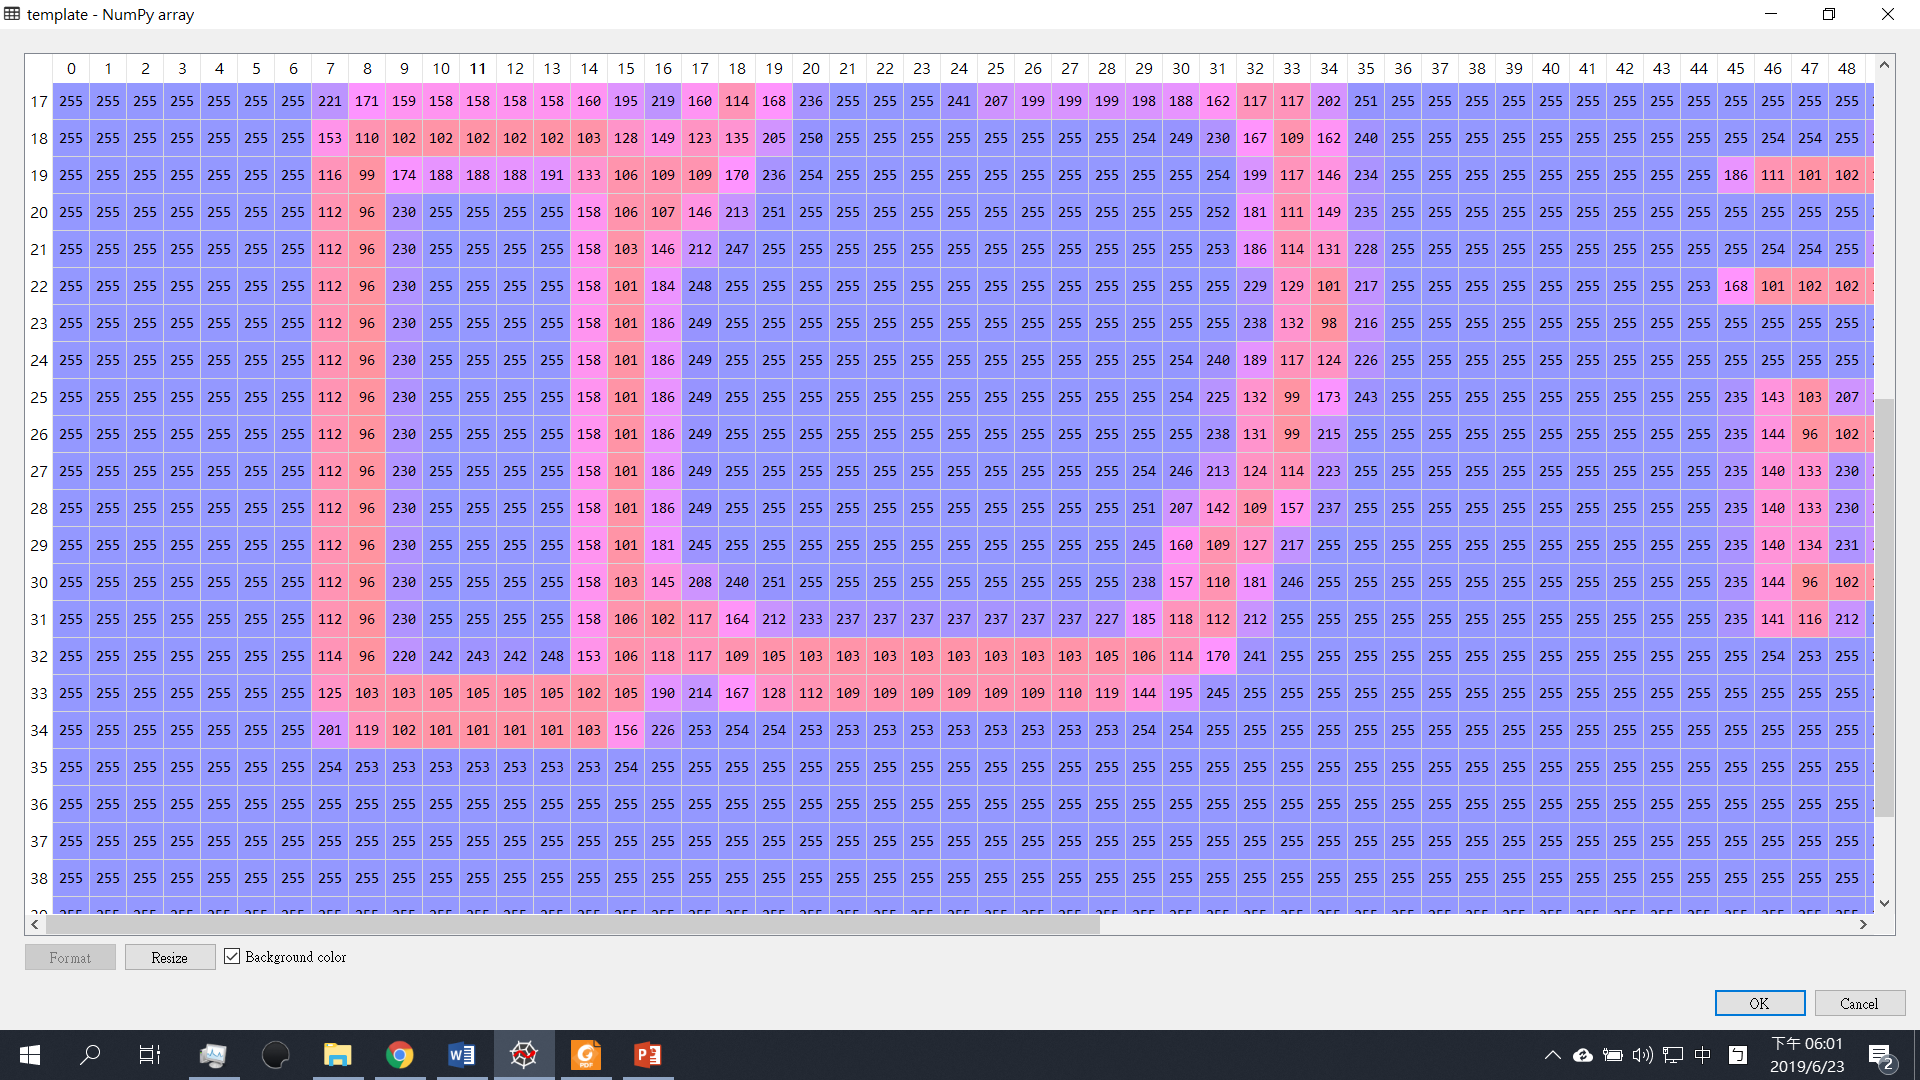 template - NumPy array
0 1 2 3 4 5 6 7 8 9 10 11 12 13 14 15 16 17 18 19 20 21 22 23 24 25 26 27 28 29 30 31 32 33 34 35 36 37 38 39 40 41 42 43 44 45 46 47 48
17 255 255 255 255 255 255 255 221 171 159 158 158 158 158 160 195 219 160 114 168 236 255 255 255 241 207 199 199 199 198 188 162 117 117 202 251 255 255 255 255 255 255 255 255 255 255 255 255 255
18 255 255 255 255 255 255 255 153 110 102 102 102 102 102 103 128 149 123 135 205 250 255 255 255 255 255 255 255 255 254 249 230 167 109 162 240 255 255 255 255 255 255 255 255 255 255 254 254 255
19 255 255 255 255 255 255 255 116 99 174 188 188 188 191 133 106 109 109 170 236 254 255 255 255 255 255 255 255 255 255 255 254 199 117 146 234 255 255 255 255 255 255 255 255 255 186 111 101 102
20 255 255 255 255 255 255 255 112 96 230 255 255 255 255 158 106 107 146 213 251 255 255 255 255 255 255 255 255 255 255 255 252 181 111 149 235 255 255 255 255 255 255 255 255 255 255 255 255 255
21 255 255 255 255 255 255 255 112 96 230 255 255 255 255 158 103 146 212 247 255 255 255 255 255 255 255 255 255 255 255 255 253 186 114 131 228 255 255 255 255 255 255 255 255 255 255 254 254 255
22 255 255 255 255 255 255 255 112 96 230 255 255 255 255 158 101 184 248 255 255 255 255 255 255 255 255 255 255 255 255 255 255 229 129 101 217 255 255 255 255 255 255 255 255 253 168 101 102 102
23 255 255 255 255 255 255 255 112 96 230 255 255 255 255 158 101 186 249 255 255 255 255 255 255 255 255 255 255 255 255 255 255 238 132 98 216 255 255 255 255 255 255 255 255 255 255 255 255 255
24 255 255 255 255 255 255 255 112 96 230 255 255 255 255 158 101 186 249 255 255 255 255 255 255 255 255 255 255 255 255 254 240 189 117 124 226 255 255 255 255 255 255 255 255 255 255 255 255 255
25 255 255 255 255 255 255 255 112 96 230 255 255 255 255 158 101 186 249 255 255 255 255 255 255 255 255 255 255 255 255 254 225 132 99 173 243 255 255 255 255 255 255 255 255 255 235 143 103 207
26 255 255 255 255 255 255 255 112 96 230 255 255 255 255 158 101 186 249 255 255 255 255 255 255 255 255 255 255 255 255 255 238 131 99 215 255 255 255 255 255 255 255 255 255 255 235 144 96 102
27 255 255 255 255 255 255 255 112 96 230 255 255 255 255 158 101 186 249 255 255 255 255 255 255 255 255 255 255 255 254 246 213 124 114 223 255 255 255 255 255 255 255 255 255 255 235 140 133 230
28 255 255 255 255 255 255 255 112 96 230 255 255 255 255 158 101 186 249 255 255 255 255 255 255 255 255 255 255 255 251 207 142 109 157 237 255 255 255 255 255 255 255 255 255 255 235 140 133 230
29 255 255 255 255 255 255 255 112 96 230 255 255 255 255 158 101 181 245 255 255 255 255 255 255 255 255 255 255 255 245 160 109 127 217 255 255 255 255 255 255 255 255 255 255 255 235 140 134 231
30 255 255 255 255 255 255 255 112 96 230 255 255 255 255 158 103 145 208 240 251 255 255 255 255 255 255 255 255 255 238 157 110 181 246 255 255 255 255 255 255 255 255 255 255 255 235 144 96 102
31 255 255 255 255 255 255 255 112 96 230 255 255 255 255 158 106 102 117 164 212 233 237 237 237 237 237 237 237 227 185 118 112 212 255 255 255 255 255 255 255 255 255 255 255 255 235 141 116 212
32 255 255 255 255 255 255 255 114 96 220 242 243 242 248 153 106 118 117 109 105 103 103 103 103 103 103 103 103 105 106 114 170 241 255 255 255 255 255 255 255 255 255 255 255 255 255 254 253 255
33 255 255 255 255 255 255 255 125 103 103 105 105 105 105 102 105 190 214 167 128 112 109 109 109 109 109 109 110 119 144 195 245 255 255 255 255 255 255 255 255 255 255 255 255 255 255 255 255 255
34 255 255 255 255 255 255 255 201 119 102 101 101 101 101 103 156 226 253 254 254 253 253 253 253 253 253 253 253 253 254 254 255 255 255 255 255 255 255 255 255 255 255 255 255 255 255 255 255 255
35 255 255 255 255 255 255 255 254 253 253 253 253 253 253 253 254 255 255 255 255 255 255 255 255 255 255 255 255 255 255 255 255 255 255 255 255 255 255 255 255 255 255 255 255 255 255 255 255 255
36 255 255 255 255 255 255 255 255 255 255 255 255 255 255 255 255 255 255 255 255 255 255 255 255 255 255 255 255 255 255 255 255 255 255 255 255 255 255 255 255 255 255 255 255 255 255 255 255 255
37 255 255 255 255 255 255 255 255 255 255 255 255 255 255 255 255 255 255 255 255 255 255 255 255 255 255 255 255 255 255 255 255 255 255 255 255 255 255 255 255 255 255 255 255 255 255 255 255 255
38 255 255 255 255 255 255 255 255 255 255 255 255 255 255 255 255 255 255 255 255 255 255 255 255 255 255 255 255 255 255 255 255 255 255 255 255 255 255 255 255 255 255 255 255 255 255 255 255 255
Format Resize Background color
OK Cancel
中
下午 06:01
2019/6/23
2